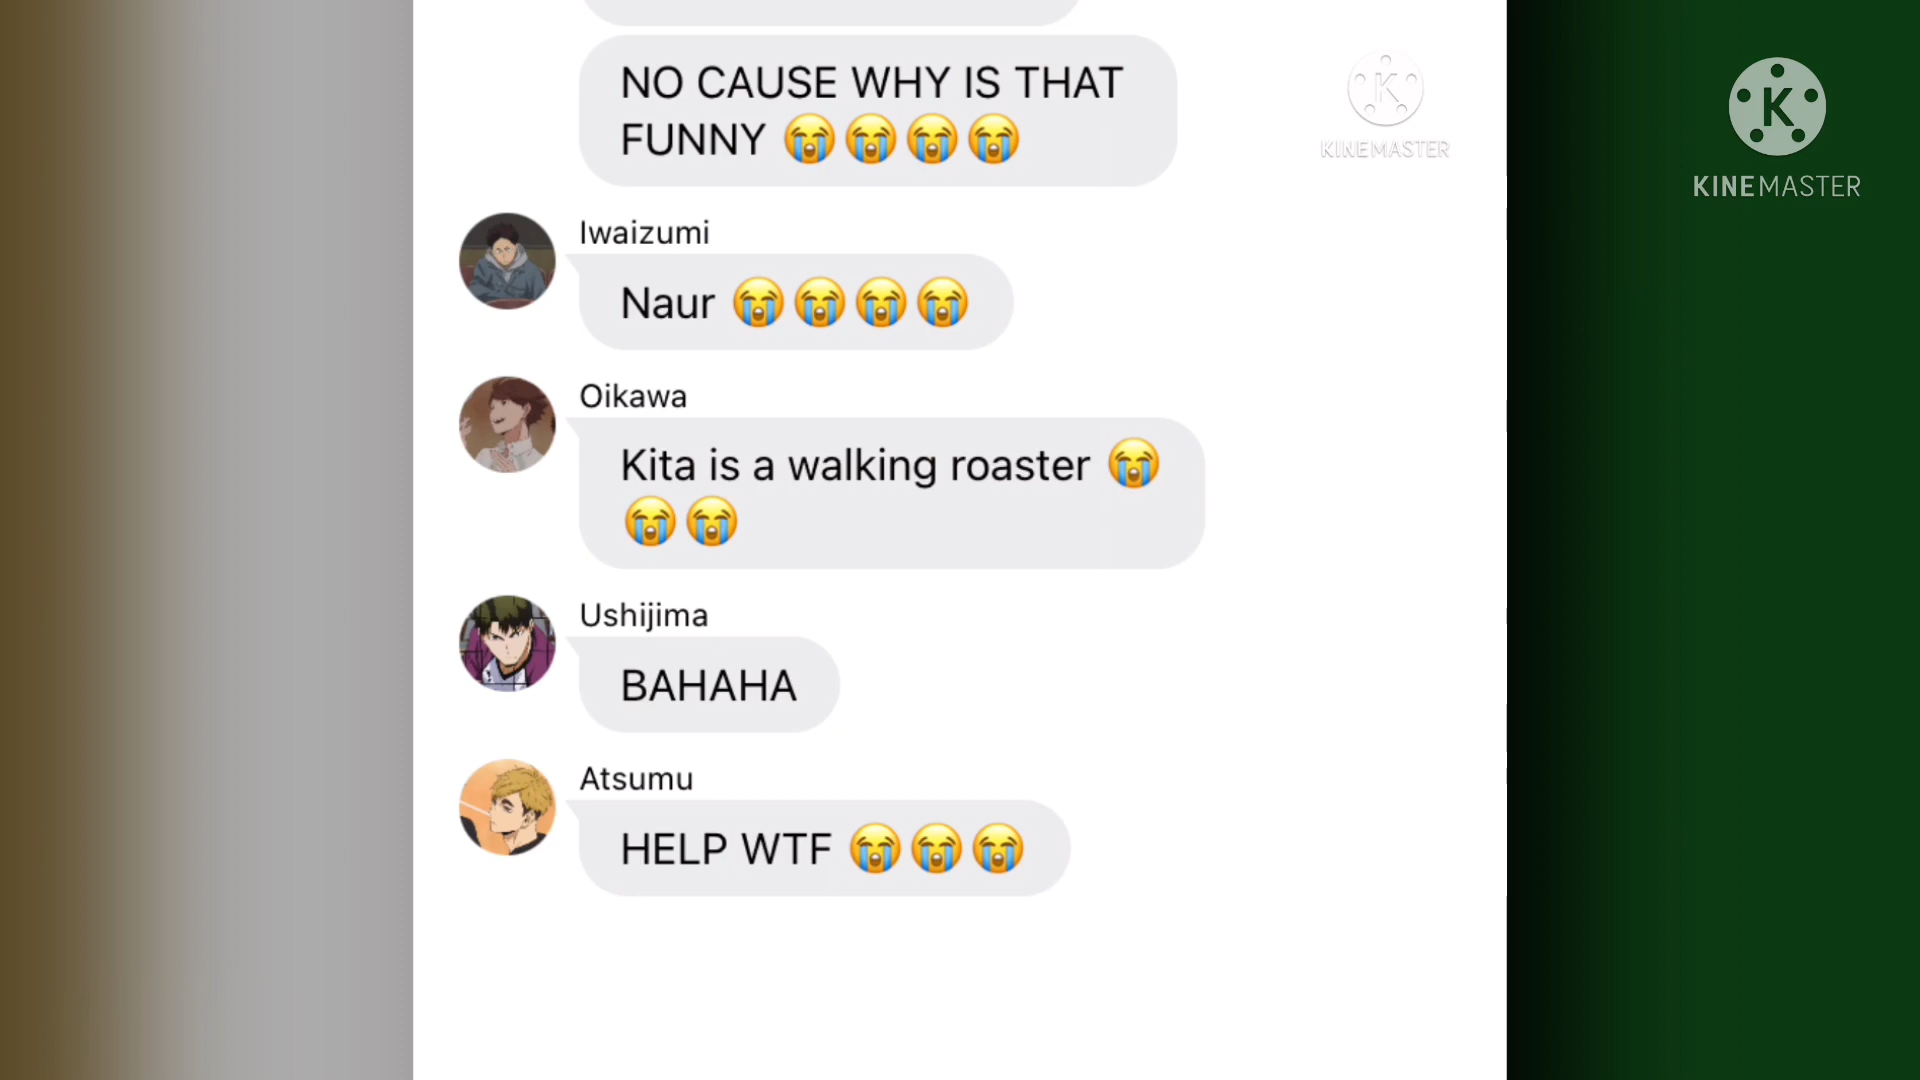 NO CAUSE WHY IS THAT
FUNNY 😭😭😭😭
Iwaizumi
Naur 😭😭😭😭
Oikawa
Kita is a walking roaster 😭
😭😭
Ushijima
BAHAHA
Atsumu
HELP WTF 😭😭😭
K
KINEMASTER
K
KINEMASTER